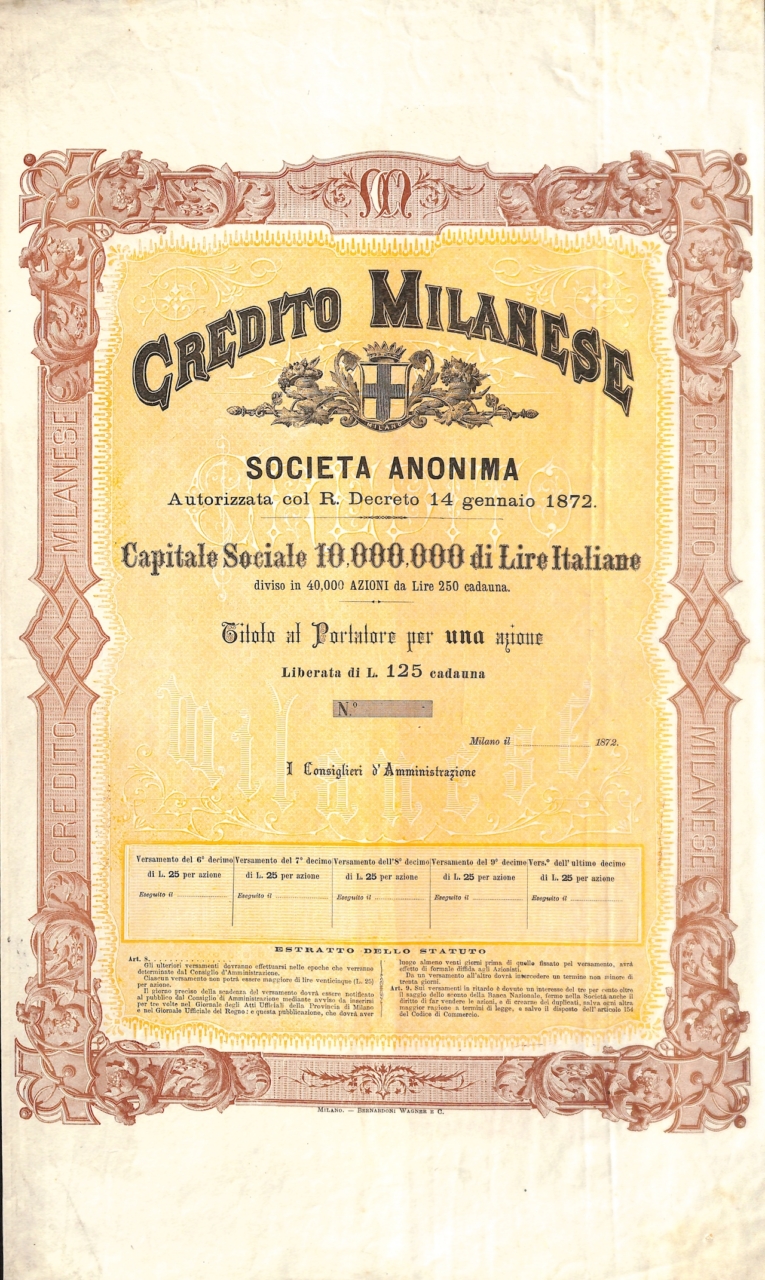 CM
CREDITO MILANESE
MILANO
SOCIETA ANONIMA
Autorizzata col R. Decreto 14 gennaio 1872.
Capitale Sociale 10.000.000 di Lire Italiane
diviso in 40,000 AZIONI da Lire 250 cadauna.
Titolo al Portatore per una azione
Liberata di L. 125 cadauna
N.º
Milano il 1872.
I Consiglieri d'Amministrazione
CREDITO
Milanese
CREDITO MILANESE
CREDITO MILANESE
Versamento del 6º decimo
di L. 25 per azione
Eseguito il
Versamento del 7º decimo
di L. 25 per azione
Eseguito il
Versamento dell'8º decimo
di L. 25 per azione
Eseguito il
Versamento del 9º decimo
di L. 25 per azione
Eseguito il
Vers.º dell'ultimo decimo
di L. 25 per azione
Eseguito il
ESTRATTO DELLO STATUTO
Art. 8.
Gli ulteriori versamenti dovranno effettuarsi nelle epoche che verranno
determinate dal Consiglio d'Amministrazione.
Ciascun versamento non potrà essere maggiore di lire venticinque (L. 25)
per azione.
Il giorno preciso della scadenza del versamento dovrà essere notificato
al pubblico dal Consiglio di Amministrazione mediante avviso da inserirsi
per tre volte nel Giornale degli Atti Ufficiali della Provincia di Milano
e nel Giornale Ufficiale del Regno: e questa pubblicazione, che dovrà aver
luogo almeno venti giorni prima di quello fissato pel versamento, avrà
effetto di formale diffida agli Azionisti.
Da un versamento all'altro dovrà intercedere un termine non minore di
trenta giorni.
Art. 9. Sui versamenti in ritardo è dovuto un interesse del tre per cento oltre
il saggio dello sconto della Banca Nazionale, fermo nella Società anche il
diritto di far vendere le azioni, e di crearne dei duplicati, salva ogni altra
maggior ragione a termini di legge, e salvo il disposto dell'articolo 154
del Codice di Commercio.
MILANO. — BERNARDONI WAGNER E C.